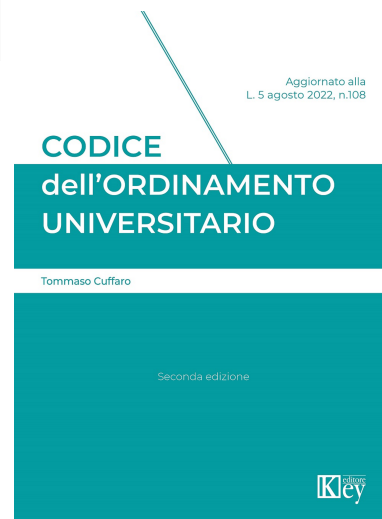 Aggiornato alla
L. 5 agosto 2022, n.108
CODICE
dell’ORDINAMENTO
UNIVERSITARIO
Tommaso Cuffaro
Seconda edizione
Key
editore